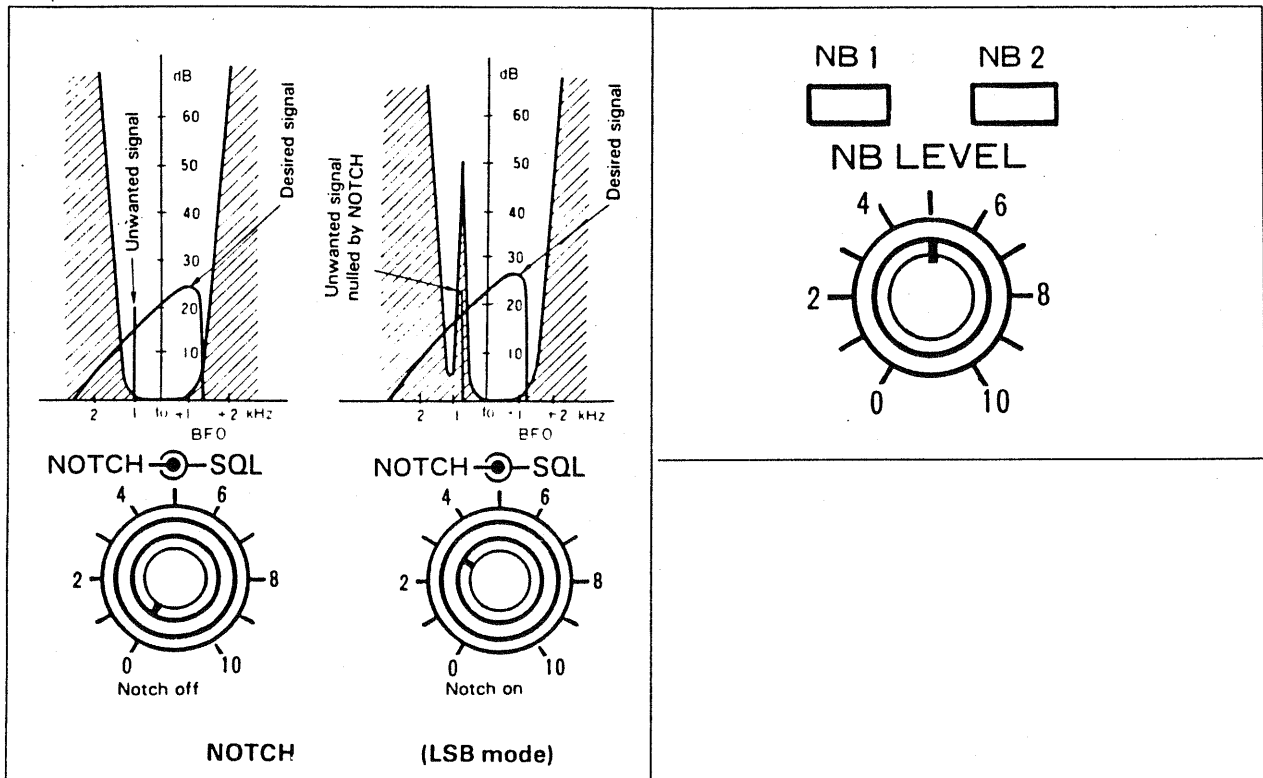 dB
60
50
40
30
20
10
Unwanted signal
Desired signal
2 1 fo +1 +2 kHz
BFO
dB
60
50
40
30
20
10
Unwanted signal
nulled by NOTCH
Desired signal
2 1 fo +1 +2 kHz
BFO
NOTCH SQL
0 2 4 6 8 10
Notch off
NOTCH SQL
0 2 4 6 8 10
Notch on
NOTCH (LSB mode)
NB 1 NB 2
NB LEVEL
0 2 4 6 8 10